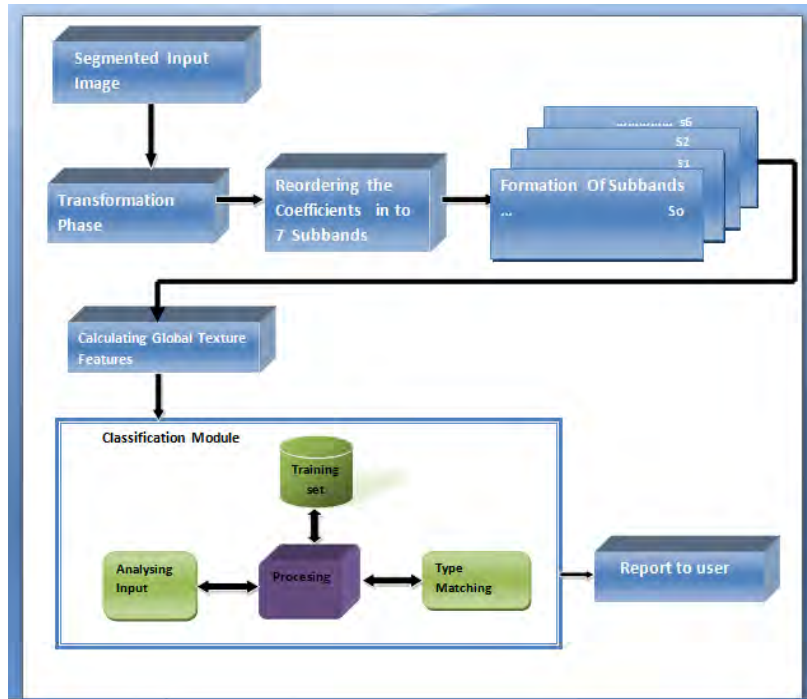 Segmented Input
Image
Transformation
Phase
Reordering the
Coefficients in to
7 Subbands
…………… s6
S2
s1
Formation Of Subbands
... So
Calculating Global Texture
Features
Classification Module
Training
set
Analysing
Input
Procesing
Type
Matching
Report to user